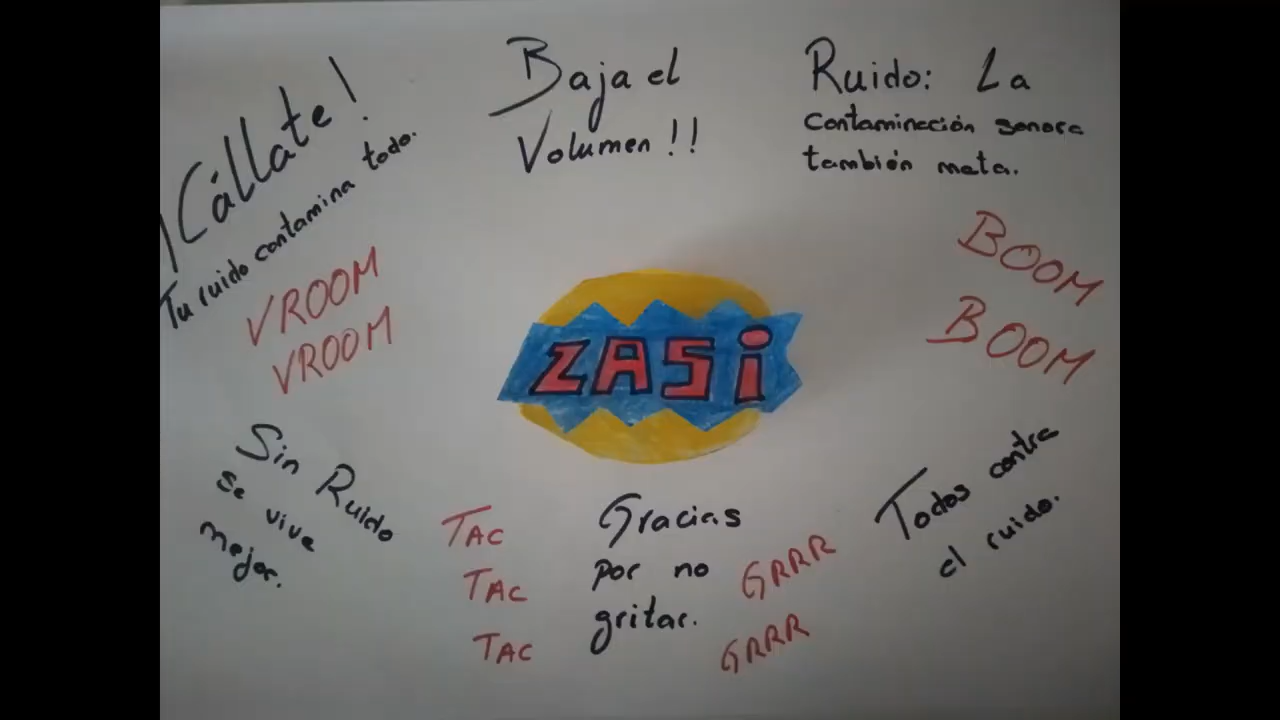 ¡Cállate!
Tu ruido contamina todo.
Baja el
Volumen!!
Ruido: La
contaminación sonora
también mata.
VROOM
VROOM
BOOM
BOOM
ZASi
Sin Ruido
se vive
mejor.
TAC
TAC
TAC
Gracias
por no
gritar.
GRRR
GRRR
Todos contra
el ruido.